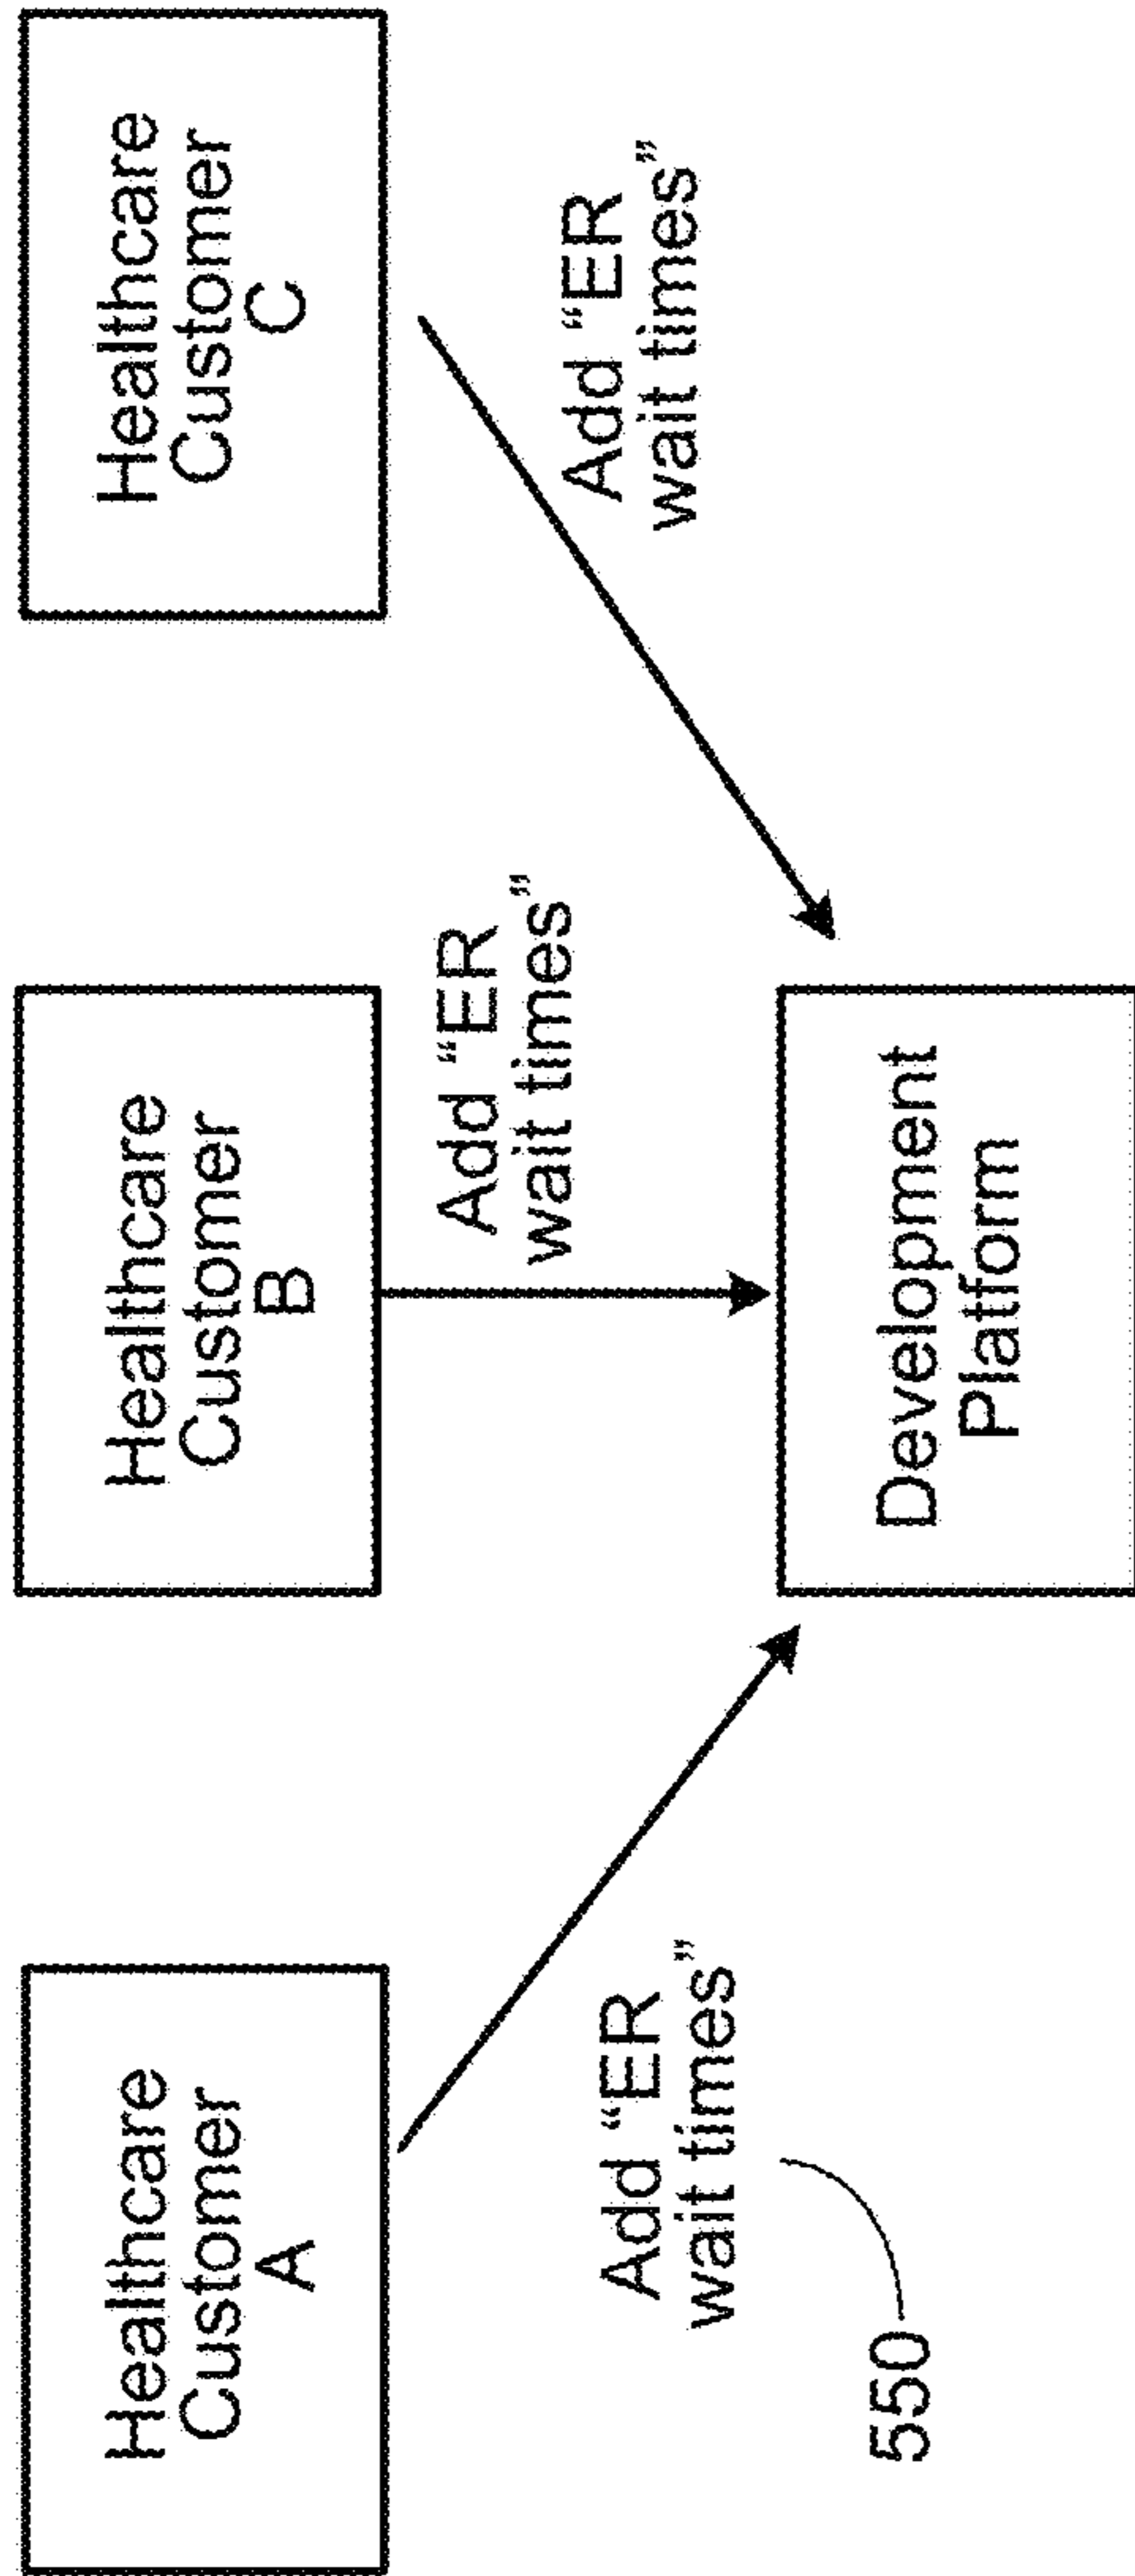 Healthcare
Customer
A
Healthcare
Customer
B
Healthcare
Customer
C
Add “ER
wait times”
Add “ER
wait times”
Add “ER
wait times”
550
Development
Platform